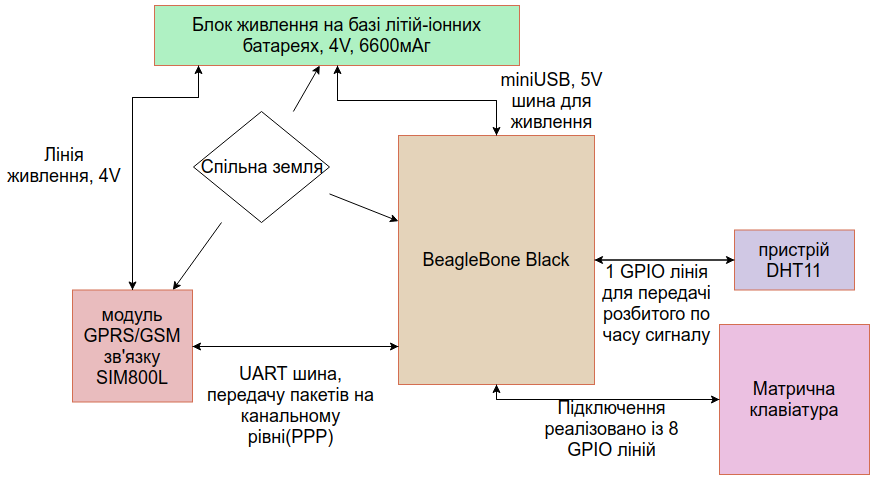 Блок живлення на базі літій-іонних
батареях, 4V, 6600мАг
miniUSB, 5V
шина для
живлення
Лінія
живлення, 4V
Спільна земля
BeagleBone Black
пристрій
DHT11
1 GPIO лінія
для передачі
розбитого по
часу сигналу
модуль
GPRS/GSM
зв'язку
SIM800L
UART шина,
передачу пакетів на
канальному
рівні(PPP)
Підключення
реалізовано із 8
GPIO ліній
Матрична
клавіатура